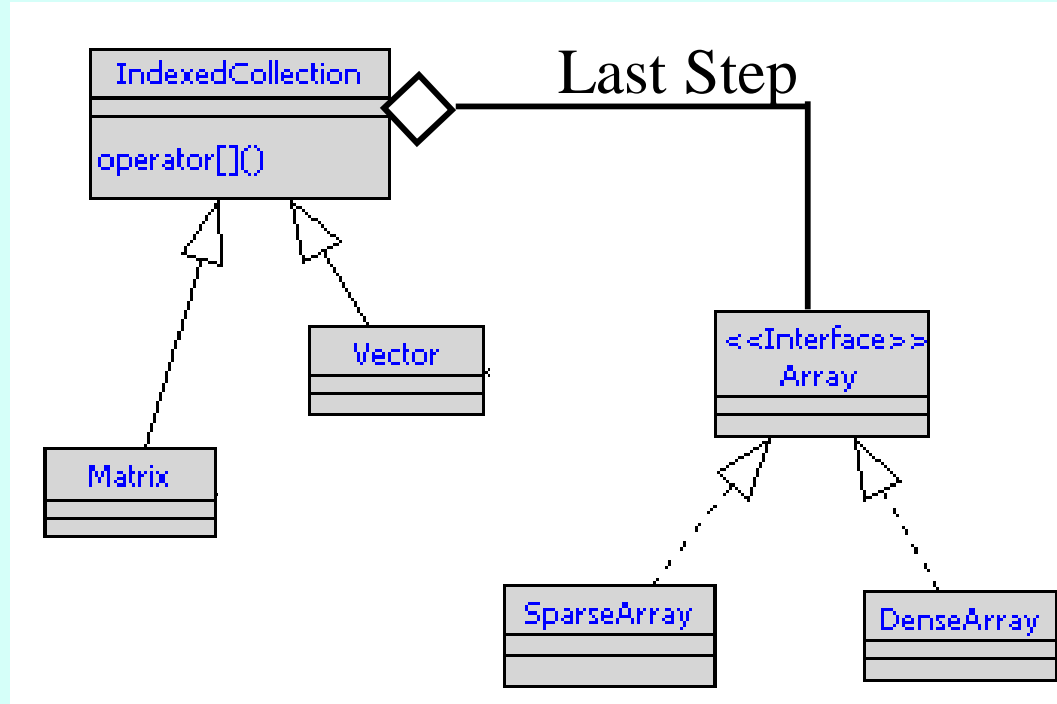 Last Step
IndexedCollection
operator[]()
Vector
<<Interface>>
Array
Matrix
SparseArray
DenseArray